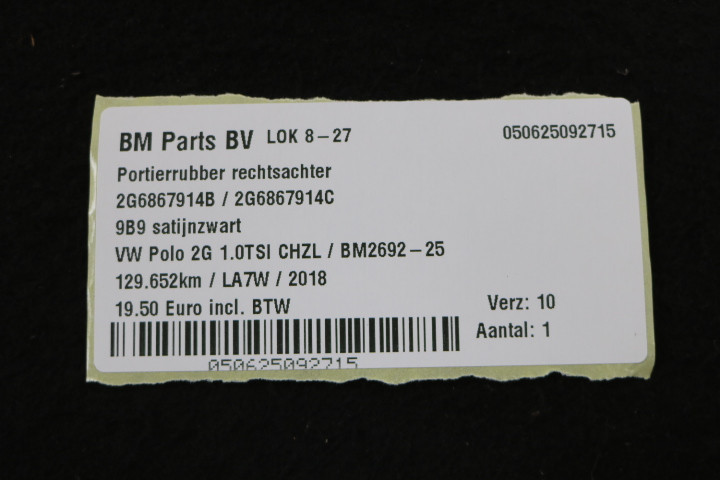 BM Parts BV LOK 8-27 050625092715
Portierrubber rechtsachter
2G6867914B / 2G6867914C
9B9 satijnzwart
VW Polo 2G 1.0TSI CHZL / BM2692-25
129.652km / LA7W / 2018
19.50 Euro incl. BTW Verz: 10
Aantal: 1
050625092715